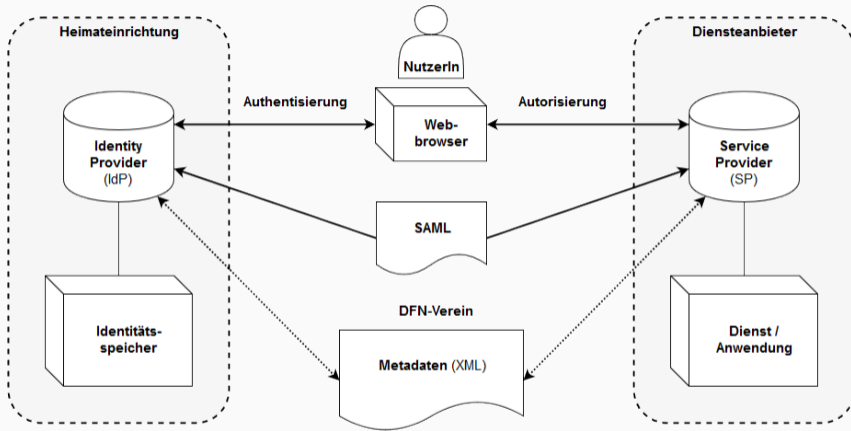 Heimateinrichtung
Diensteanbieter
NutzerIn
Authentisierung
Autorisierung
Web-
browser
Identity
Provider
(IdP)
Service
Provider
(SP)
SAML
DFN-Verein
Identitäts-
speicher
Metadaten (XML)
Dienst /
Anwendung